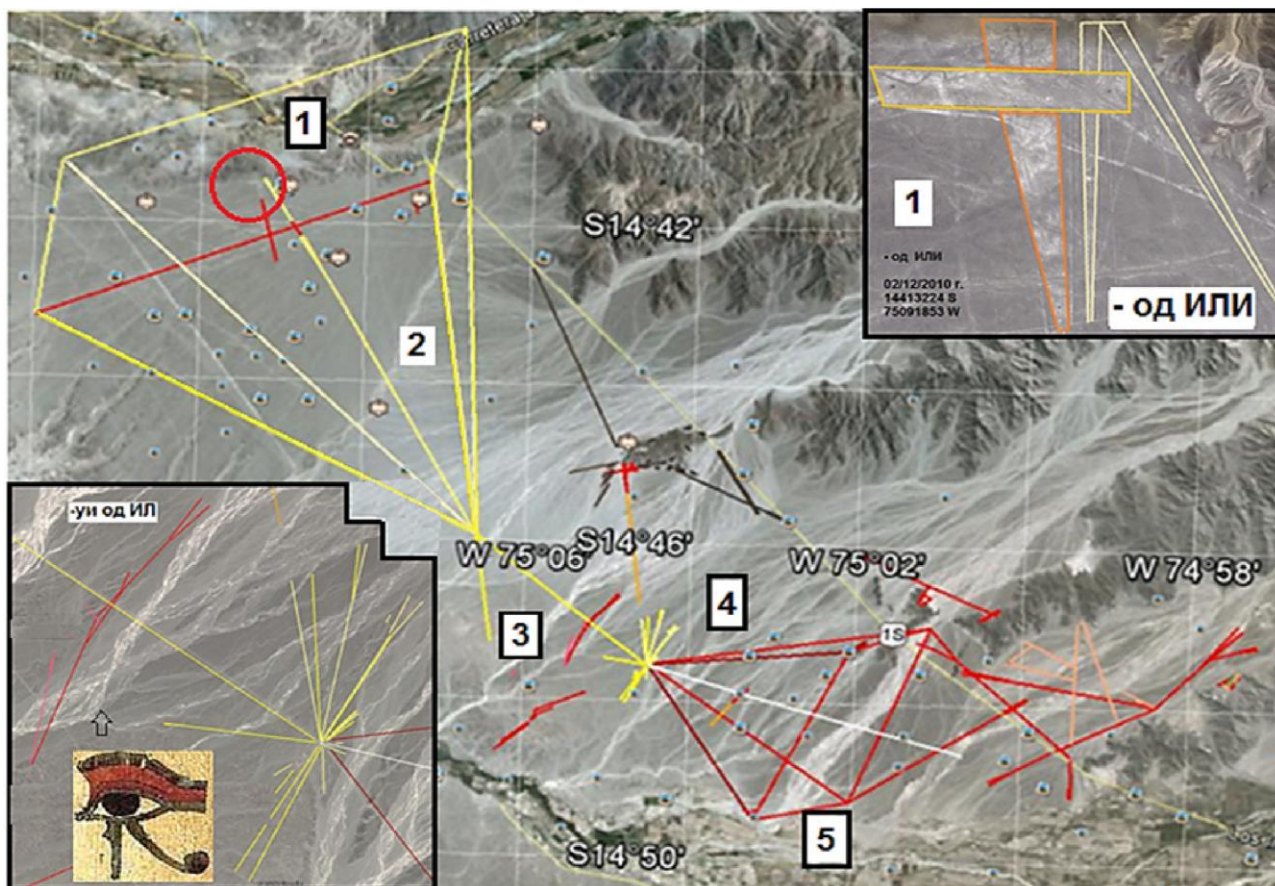 Carretera
1
S14°42'
1
- од ИЛИ
02/12/2010 г.
14413224 S
75091853 W
- од ИЛИ
2
-уи од ИЛ
W 75°06'
S14°46'
W 75°02'
W 74°58'
3
4
1S
5
S14°50'